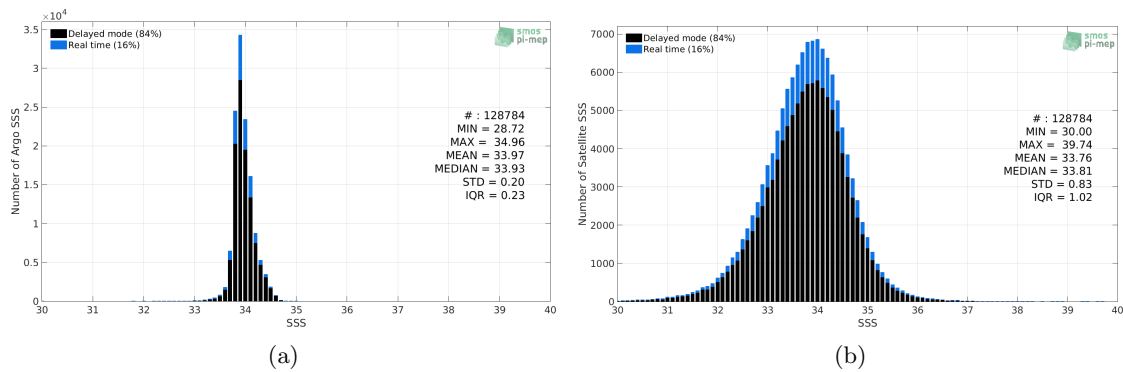 ×10⁴
3.5
3
2.5
2
1.5
1
0.5
0
Number of Argo SSS
Delayed mode (84%)
Real time (16%)
smos
pi-mep
# : 128784
MIN = 28.72
MAX = 34.96
MEAN = 33.97
MEDIAN = 33.93
STD = 0.20
IQR = 0.23
30 31 32 33 34 35 36 37 38 39 40
SSS
(a)
7000
6000
5000
4000
3000
2000
1000
0
Number of Satellite SSS
Delayed mode (84%)
Real time (16%)
smos
pi-mep
# : 128784
MIN = 30.00
MAX = 39.74
MEAN = 33.76
MEDIAN = 33.81
STD = 0.83
IQR = 1.02
30 31 32 33 34 35 36 37 38 39 40
SSS
(b)